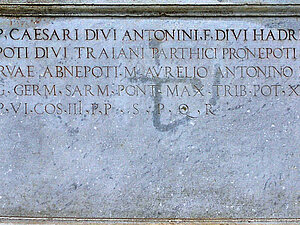 P. CAESARI DIVI ANTONINI. F. DIVI HADRI
POTI DIVI TRAIANI PARTHICI PRONEPOTI
RVAE ABNEPOTI. M. AVRELIO ANTONINO
G. GERM. SARM. PONT. MAX. TRIB. POT. X
P. VI. COS. III. P. P. S. P. Q. R